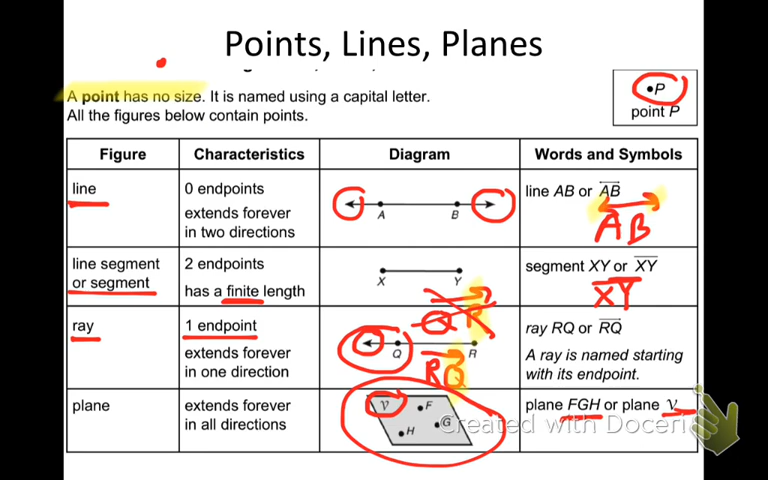 Points, Lines, Planes
A point has no size. It is named using a capital letter.
All the figures below contain points.
•P
point P
Figure
Characteristics
Diagram
Words and Symbols
line
0 endpoints
extends forever
in two directions
A
B
line AB or AB
AB
line segment
or segment
2 endpoints
has a finite length
X
Y
segment XY or XY
XY
ray
1 endpoint
extends forever
in one direction
QR
Q
R
RQ
ray RQ or RQ
A ray is named starting
with its endpoint.
plane
extends forever
in all directions
V
F
G
H
plane FGH or plane V
Created with Doceri